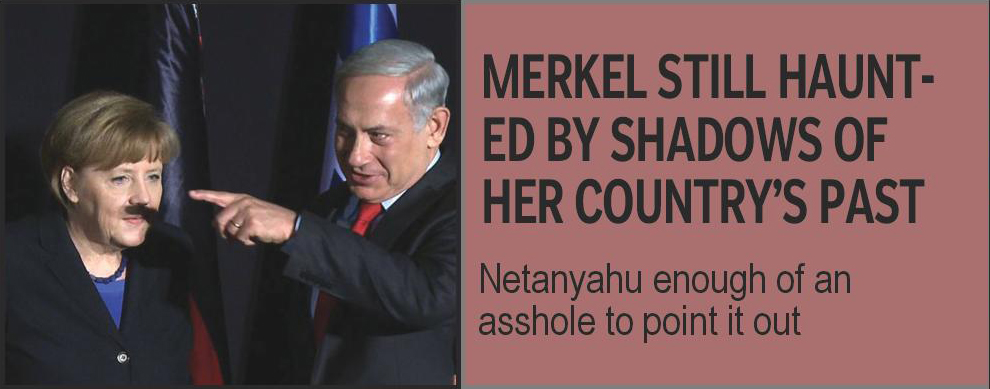 MERKEL STILL HAUNT-
ED BY SHADOWS OF
HER COUNTRY'S PAST
Netanyahu enough of an
asshole to point it out